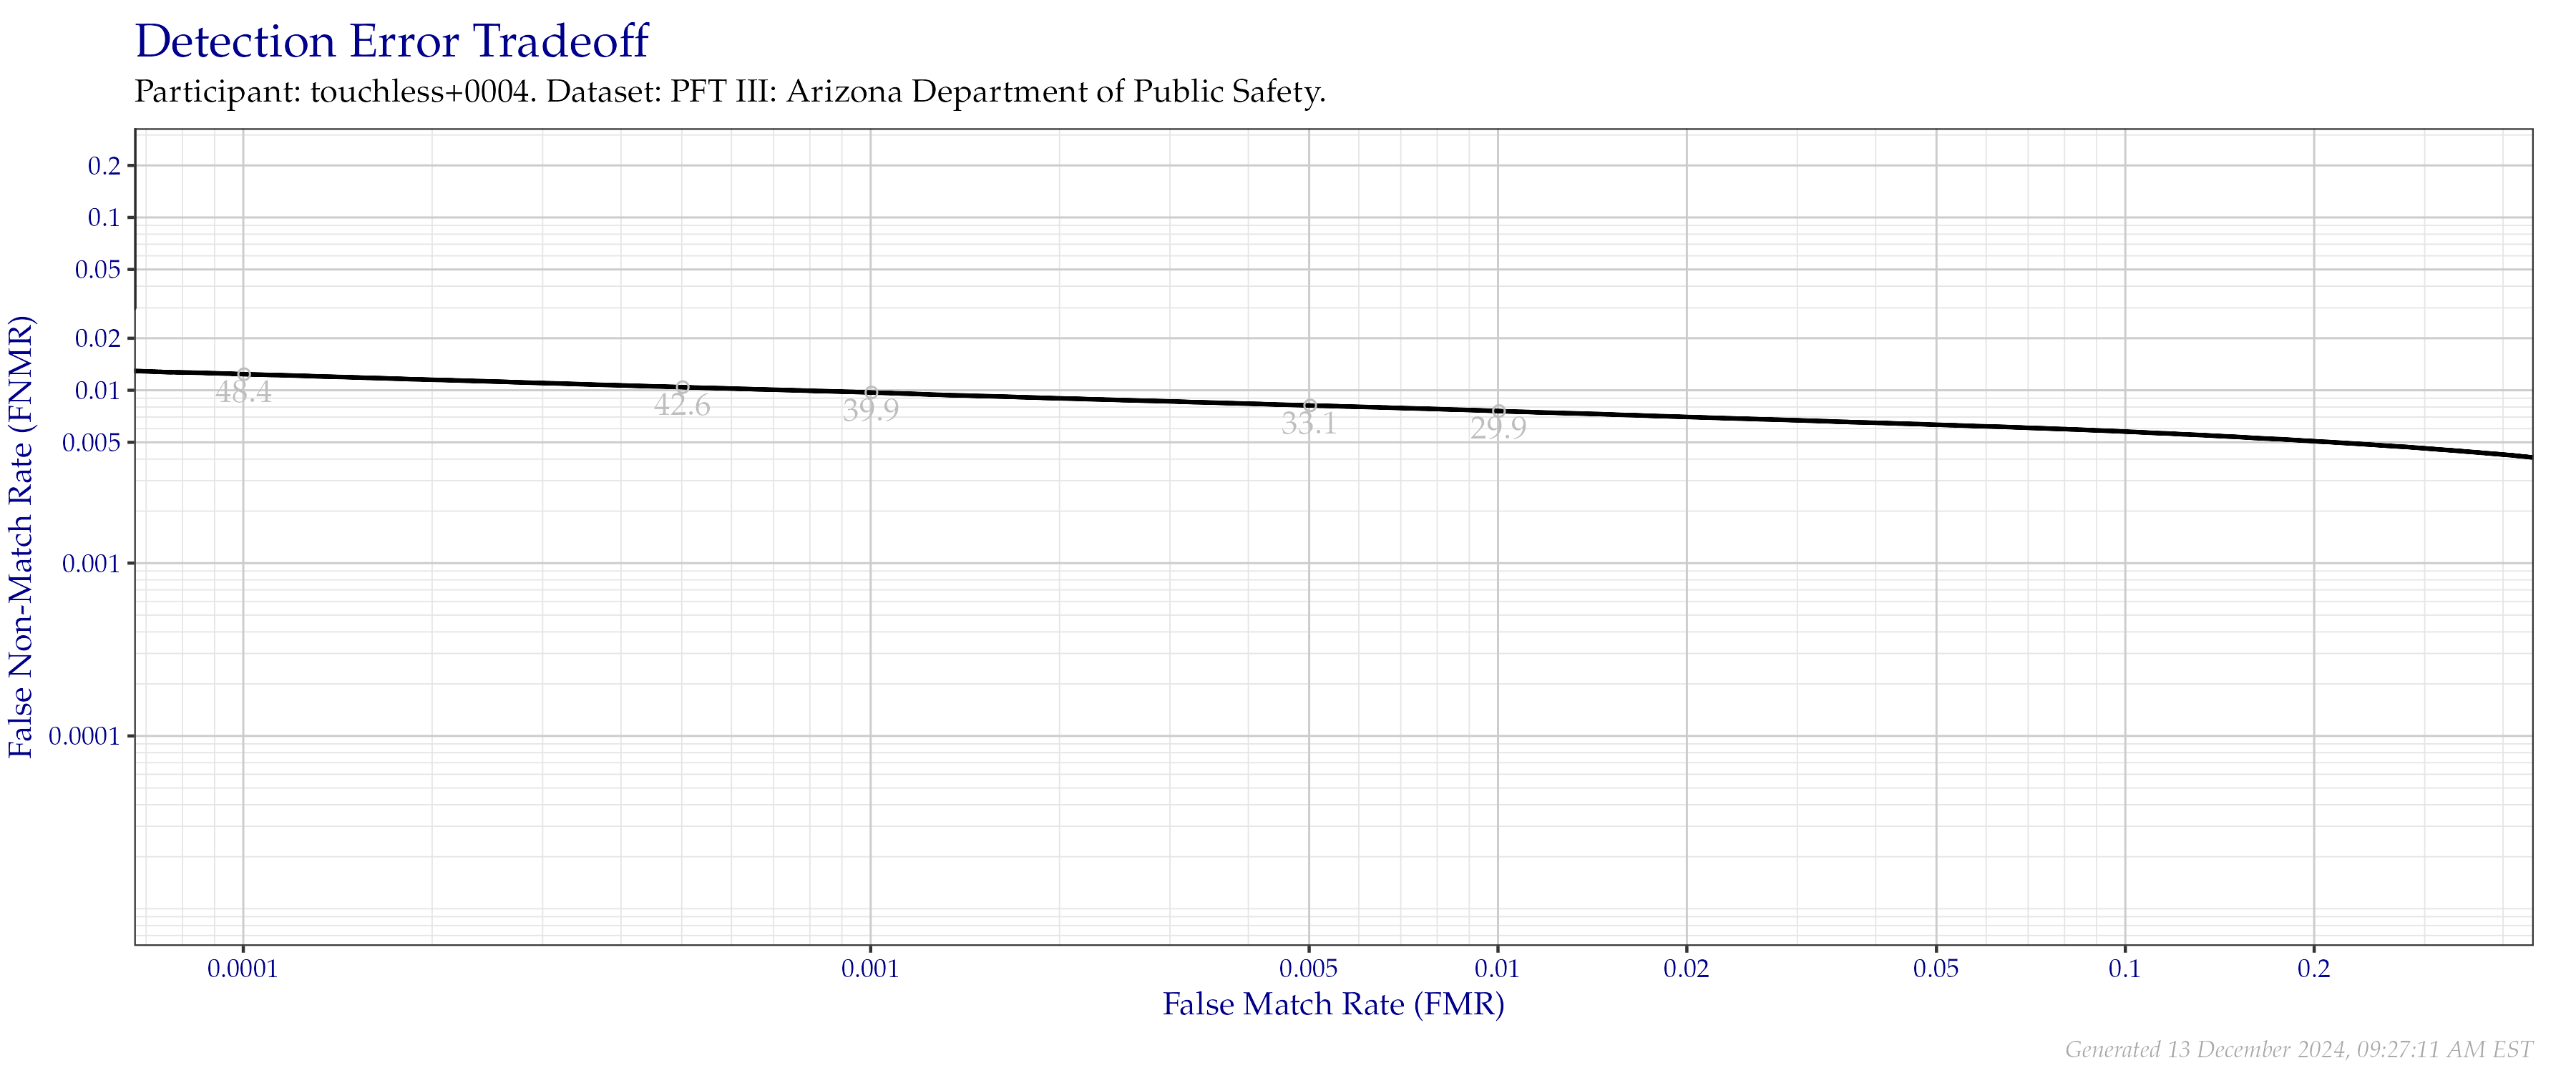 Detection Error Tradeoff
Participant: touchless+0004. Dataset: PFT III: Arizona Department of Public Safety.
False Non-Match Rate (FNMR)
0.2
0.1
0.05
0.02
0.01
0.005
0.001
0.0001
48.4
42.6
39.9
33.1
29.9
0.0001 0.001 0.005 0.01 0.02 0.05 0.1 0.2
False Match Rate (FMR)
Generated 13 December 2024, 09:27:11 AM EST